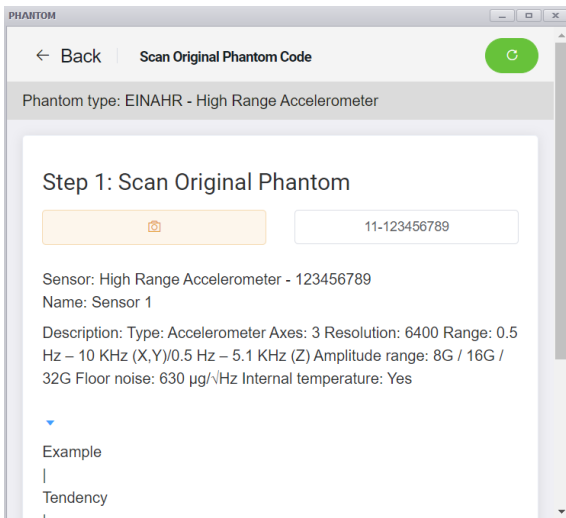 PHANTOM
← Back
Scan Original Phantom Code
Phantom type: EINAHR - High Range Accelerometer
Step 1: Scan Original Phantom
11-123456789
Sensor: High Range Accelerometer - 123456789
Name: Sensor 1
Description: Type: Accelerometer Axes: 3 Resolution: 6400 Range: 0.5
Hz – 10 KHz (X,Y)/0.5 Hz – 5.1 KHz (Z) Amplitude range: 8G / 16G /
32G Floor noise: 630 μg/√Hz Internal temperature: Yes
Example
|
Tendency